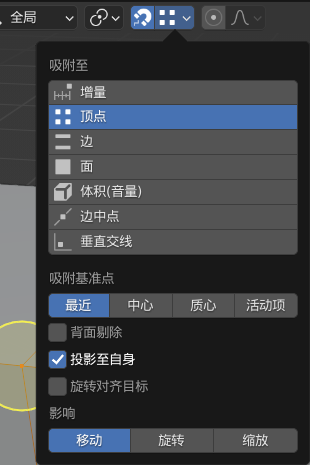 全局
吸附至
增量
顶点
边
面
体积(音量)
边中点
垂直交线
吸附基准点
最近 中心 质心 活动项
背面剔除
投影至自身
旋转对齐目标
影响
移动 旋转 缩放